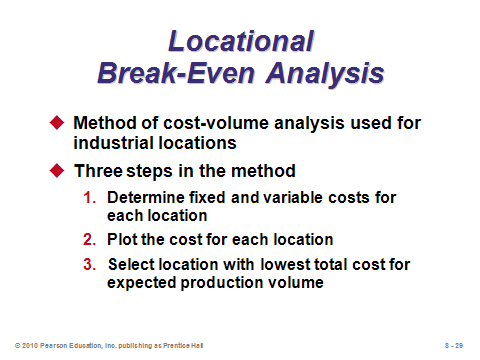 Locational
Break-Even Analysis
Method of cost-volume analysis used for
industrial locations
Three steps in the method
1. Determine fixed and variable costs for
each location
2. Plot the cost for each location
3. Select location with lowest total cost for
expected production volume
© 2010 Pearson Education, Inc. publishing as Prentice Hall
8 - 29